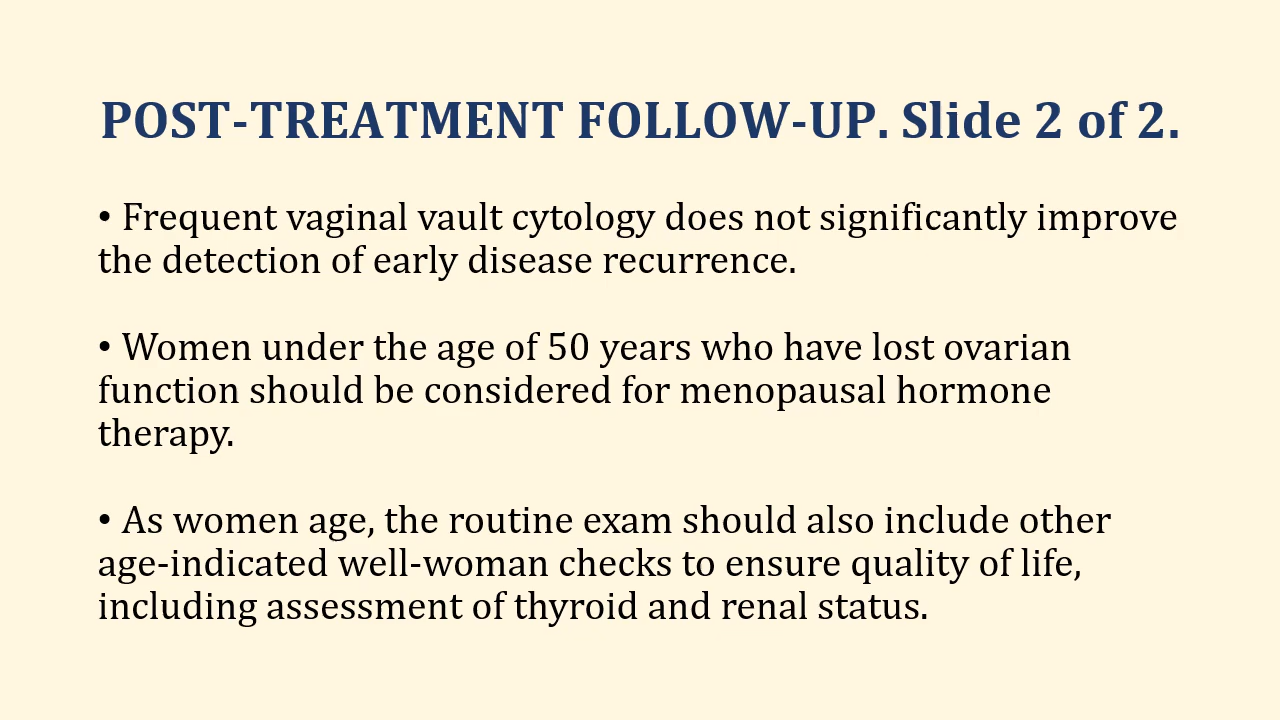 POST-TREATMENT FOLLOW-UP. Slide 2 of 2.
• Frequent vaginal vault cytology does not significantly improve
the detection of early disease recurrence.
• Women under the age of 50 years who have lost ovarian
function should be considered for menopausal hormone
therapy.
• As women age, the routine exam should also include other
age-indicated well-woman checks to ensure quality of life,
including assessment of thyroid and renal status.